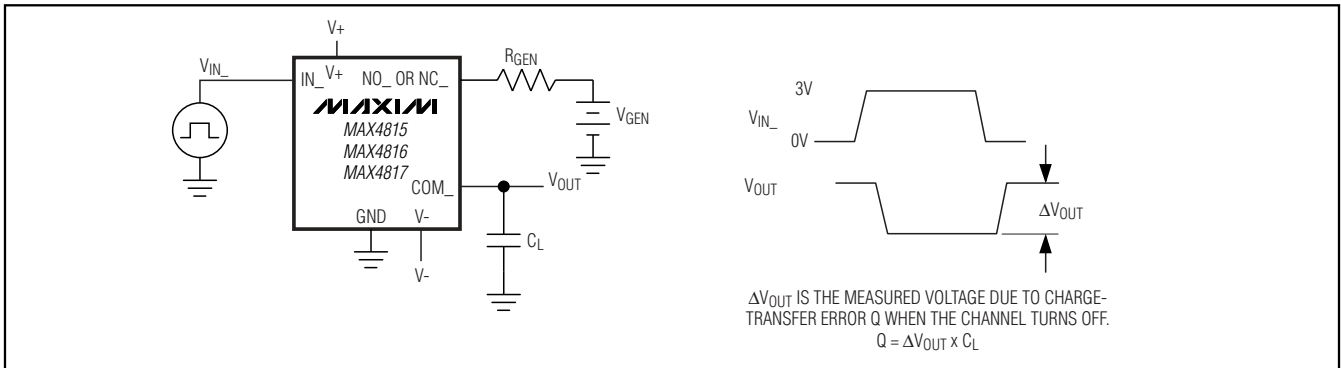 V+
V_IN_
IN_ V+ NO_ OR NC_
R_GEN
V_GEN
MAXIM
MAX4815
MAX4816
MAX4817
COM_
V_OUT
GND V-
C_L
V-
3V
V_IN_
0V
V_OUT
ΔV_OUT
ΔV_OUT IS THE MEASURED VOLTAGE DUE TO CHARGE-
TRANSFER ERROR Q WHEN THE CHANNEL TURNS OFF.
Q = ΔV_OUT x C_L